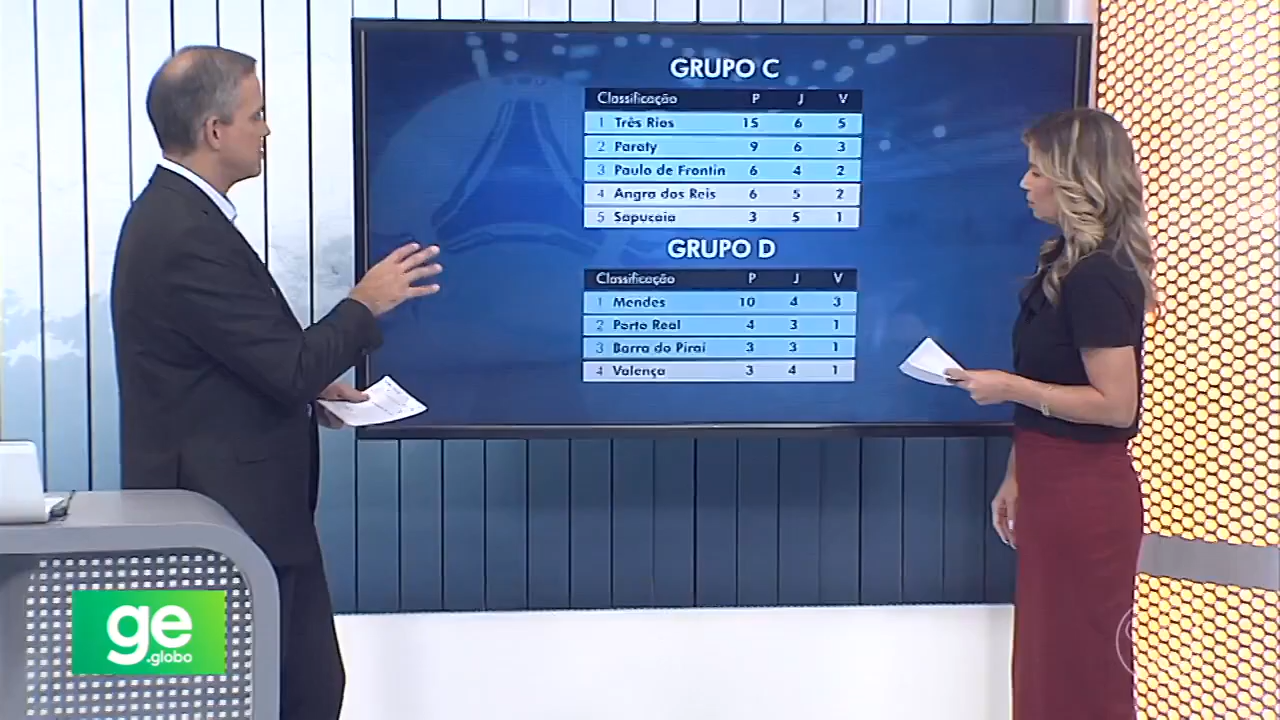 GRUPO C
Classificação P J V
1 Três Rios 15 6 5
2 Paraty 9 6 3
3 Paulo de Frontin 6 4 2
4 Angra dos Reis 6 5 2
5 Sapucaia 3 5 1
GRUPO D
Classificação P J V
1 Mendes 10 4 3
2 Porto Real 4 3 1
3 Barra do Piraí 3 3 1
4 Valença 3 4 1
ge
.globo